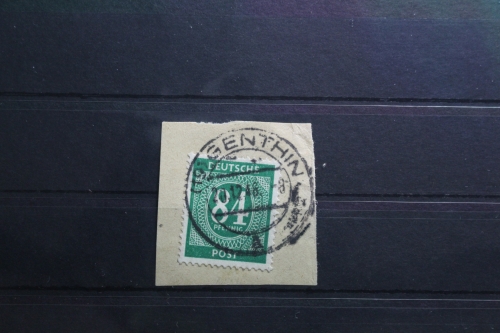 GENTHIN
DEUTSCHE
84
PFENNIG
POST